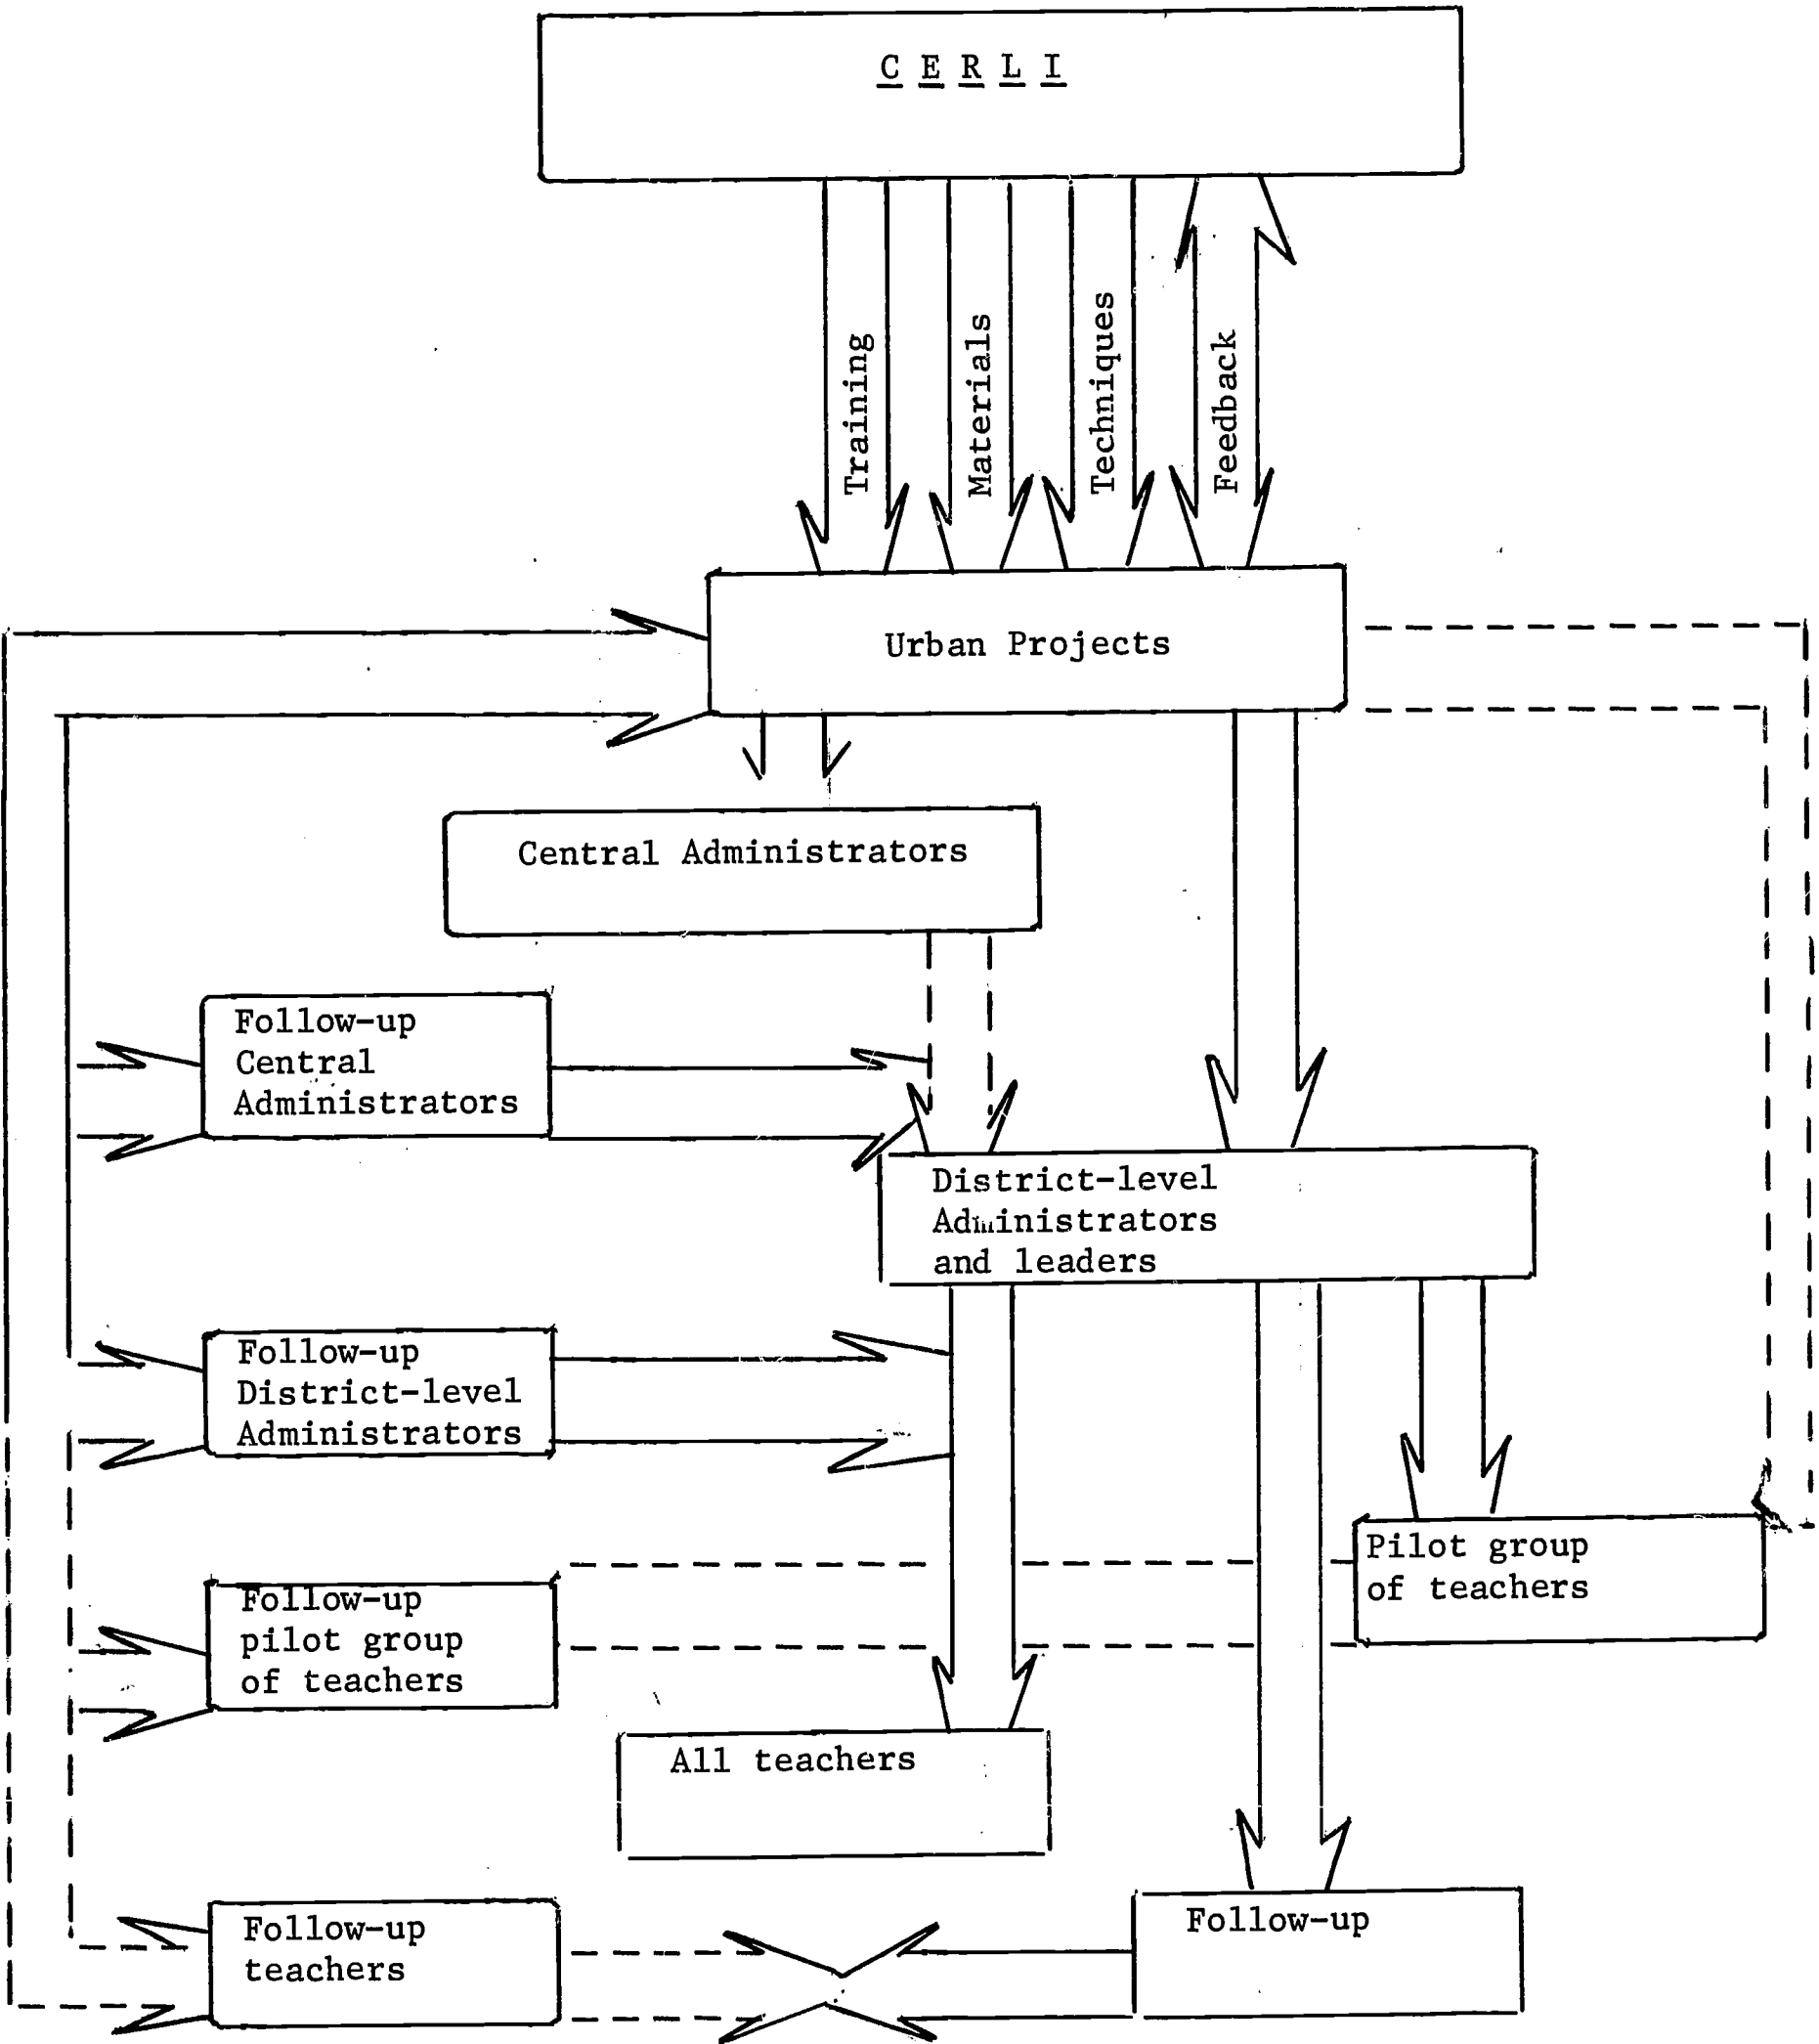 C E R L I
Training
Materials
Techniques
Feedback
Urban Projects
Central Administrators
Follow-up
Central
Administrators
District-level
Administrators
and leaders
Follow-up
District-level
Administrators
Pilot group
of teachers
Follow-up
pilot group
of teachers
All teachers
Follow-up
teachers
Follow-up